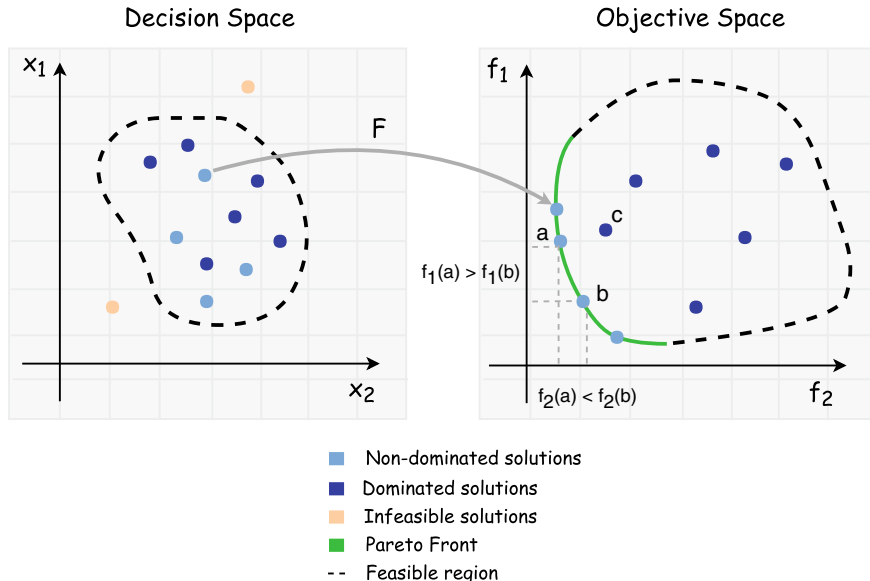 Decision Space
Objective Space
x1
f1
F
c
a
f1(a) > f1(b)
b
x2
f2(a) < f2(b)
f2
Non-dominated solutions
Dominated solutions
Infeasible solutions
Pareto Front
Feasible region